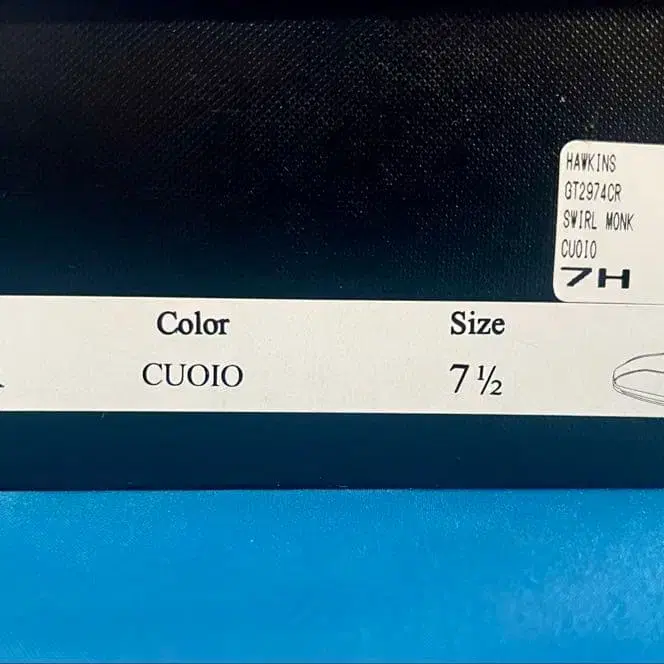 HAWKINS
GT2974CR
SWIRL MONK
CUOIO
7H
Color Size
CUOIO 7 ½